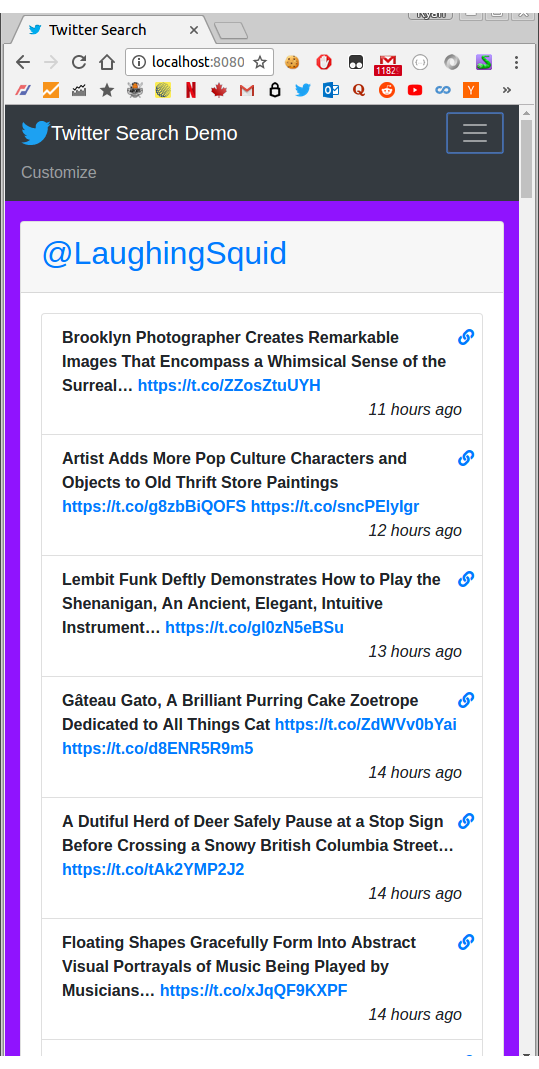 Ryan
Twitter Search
localhost:8080
1182
Twitter Search Demo
Customize
@LaughingSquid
Brooklyn Photographer Creates Remarkable
Images That Encompass a Whimsical Sense of the
Surreal… https://t.co/ZZosZtuUYH
11 hours ago
Artist Adds More Pop Culture Characters and
Objects to Old Thrift Store Paintings
https://t.co/g8zbBiQOFS https://t.co/sncPElyIgr
12 hours ago
Lembit Funk Deftly Demonstrates How to Play the
Shenanigan, An Ancient, Elegant, Intuitive
Instrument… https://t.co/gI0zN5eBSu
13 hours ago
Gâteau Gato, A Brilliant Purring Cake Zoetrope
Dedicated to All Things Cat https://t.co/ZdWVv0bYai
https://t.co/d8ENR5R9m5
14 hours ago
A Dutiful Herd of Deer Safely Pause at a Stop Sign
Before Crossing a Snowy British Columbia Street…
https://t.co/tAk2YMP2J2
14 hours ago
Floating Shapes Gracefully Form Into Abstract
Visual Portrayals of Music Being Played by
Musicians… https://t.co/xJqQF9KXPF
14 hours ago